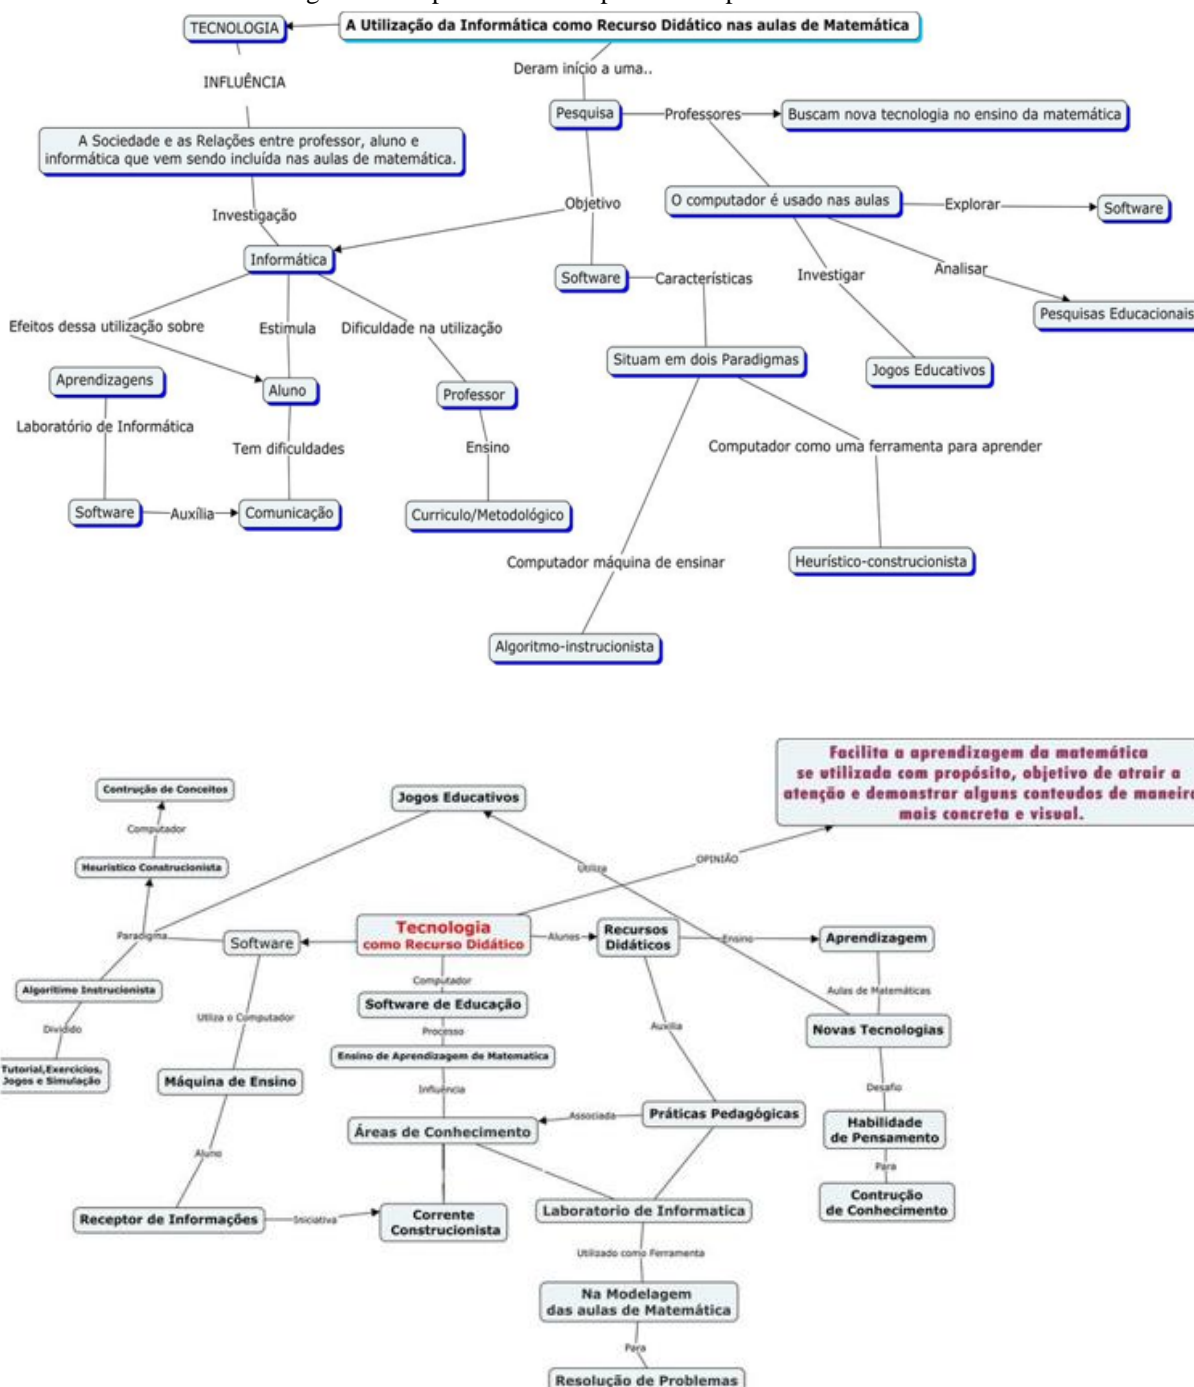 TECNOLOGIA
A Utilização da Informática como Recurso Didático nas aulas de Matemática
INFLUÊNCIA
Deram início a uma..
Pesquisa
Professores
Buscam nova tecnologia no ensino da matemática
A Sociedade e as Relações entre professor, aluno e
informática que vem sendo incluída nas aulas de matemática.
Investigação
Objetivo
O computador é usado nas aulas
Explorar
Software
Informática
Software
Características
Investigar
Analisar
Pesquisas Educacionais
Efeitos dessa utilização sobre
Estimula
Dificuldade na utilização
Situam em dois Paradigmas
Jogos Educativos
Aprendizagens
Aluno
Professor
Laboratório de Informática
Tem dificuldades
Ensino
Computador como uma ferramenta para aprender
Software
Auxília
Comunicação
Curriculo/Metodológico
Computador máquina de ensinar
Heurístico-construcionista
Algoritmo-instrucionista
Facilita a aprendizagem da matemática
se utilizada com propósito, objetivo de atrair a
atenção e demonstrar alguns conteudos de maneira
mais concreta e visual.
Contrução de Conceitos
Jogos Educativos
Computador
Heurístico Construcionista
Utiliza
OPINIÃO
Paradigma
Software
Tecnologia
como Recurso Didático
Alunes
Recursos
Didáticos
Ensino
Aprendizagem
Algoritimo Instrucionista
Computador
Software de Educação
Aulas de Matemáticas
Dividido
Utiliza o Computador
Processo
Auxilia
Novas Tecnologias
Tutorial,Exercicios,
Jogos e Simulação
Máquina de Ensino
Ensino de Aprendizagem de Matematica
Influência
Desafio
Áreas de Conhecimento
Associada
Práticas Pedagógicas
Habilidade
de Pensamento
Aluno
Para
Receptor de Informações
Iniciativa
Corrente
Construcionista
Laboratorio de Informatica
Contrução
de Conhecimento
Utilizado como Ferramenta
Na Modelagem
das aulas de Matemática
Para
Resolução de Problemas